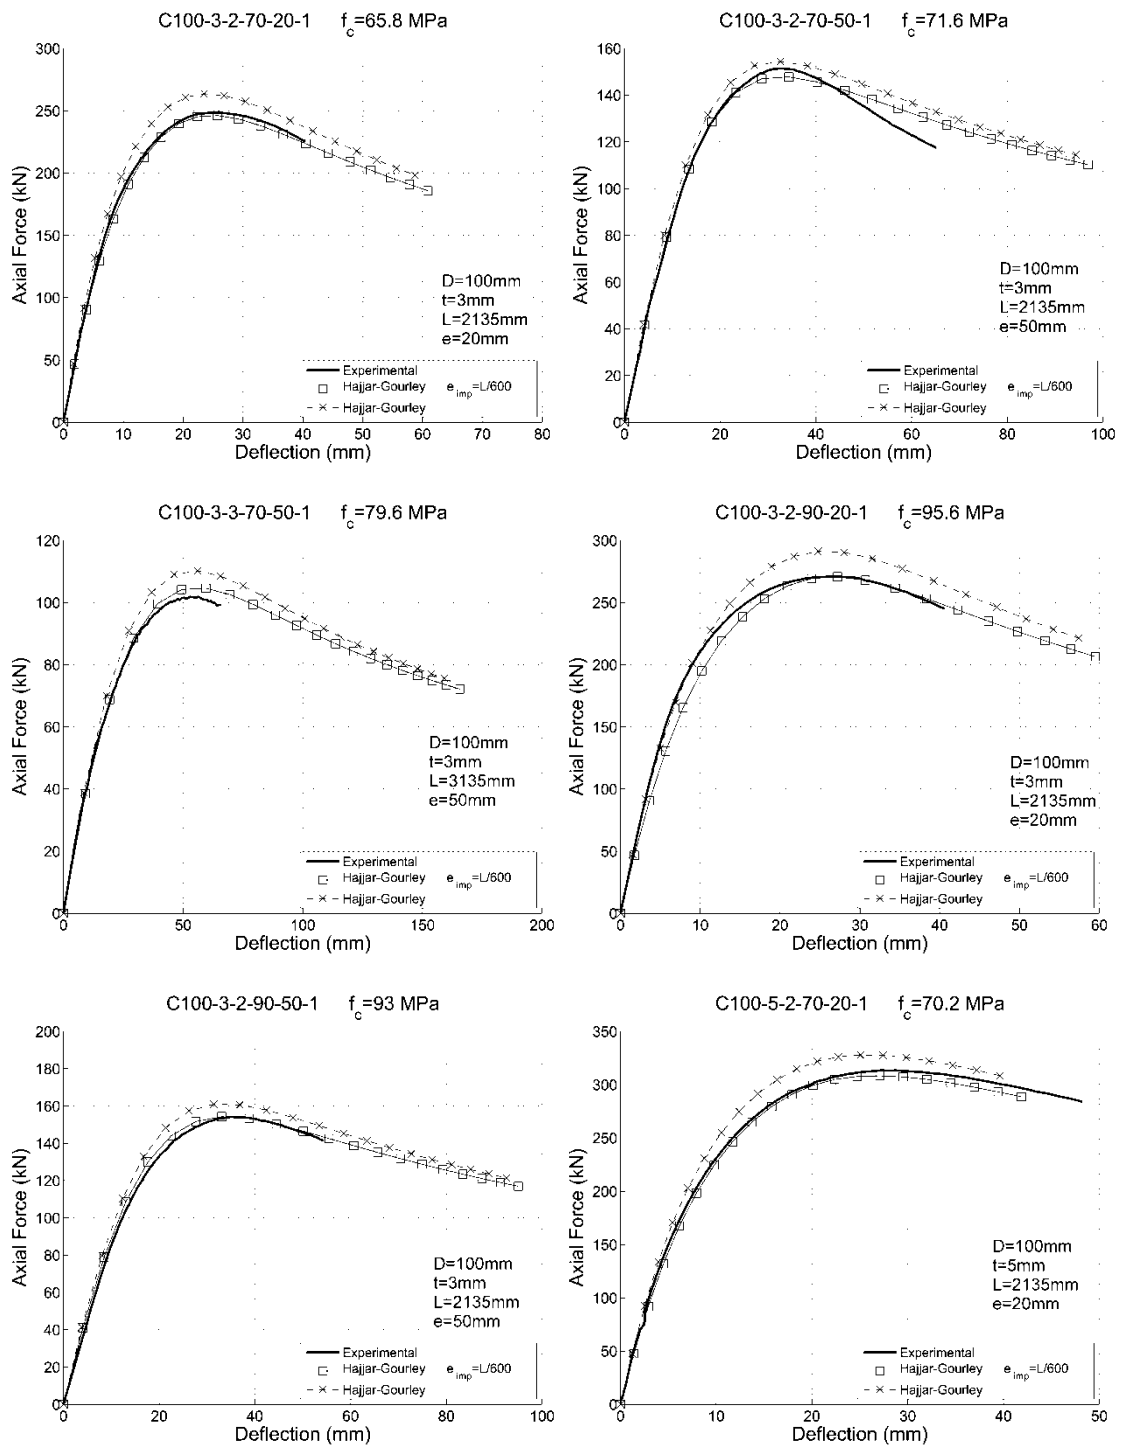 C100-3-2-70-20-1 fc=65.8 MPa
300
250
200
150
100
50
0
Axial Force (kN)
D=100mm
t=3mm
L=2135mm
e=20mm
Experimental
Hajjar-Gourley e imp=L/600
Hajjar-Gourley
0 10 20 30 40 50 60 70 80
Deflection (mm)
C100-3-2-70-50-1 fc=71.6 MPa
160
140
120
100
80
60
40
20
0
Axial Force (kN)
D=100mm
t=3mm
L=2135mm
e=50mm
Experimental
Hajjar-Gourley e imp=L/600
Hajjar-Gourley
0 20 40 60 80 100
Deflection (mm)
C100-3-3-70-50-1 fc=79.6 MPa
120
100
80
60
40
20
0
Axial Force (kN)
D=100mm
t=3mm
L=3135mm
e=50mm
Experimental
Hajjar-Gourley e imp=L/600
Hajjar-Gourley
0 50 100 150 200
Deflection (mm)
C100-3-2-90-20-1 fc=95.6 MPa
300
250
200
150
100
50
0
Axial Force (kN)
D=100mm
t=3mm
L=2135mm
e=20mm
Experimental
Hajjar-Gourley e imp=L/600
Hajjar-Gourley
0 10 20 30 40 50 60
Deflection (mm)
C100-3-2-90-50-1 fc=93 MPa
200
180
160
140
120
100
80
60
40
20
0
Axial Force (kN)
D=100mm
t=3mm
L=2135mm
e=50mm
Experimental
Hajjar-Gourley e imp=L/600
Hajjar-Gourley
0 20 40 60 80 100
Deflection (mm)
C100-5-2-70-20-1 fc=70.2 MPa
350
300
250
200
150
100
50
0
Axial Force (kN)
D=100mm
t=5mm
L=2135mm
e=20mm
Experimental
Hajjar-Gourley e imp=L/600
Hajjar-Gourley
0 10 20 30 40 50
Deflection (mm)